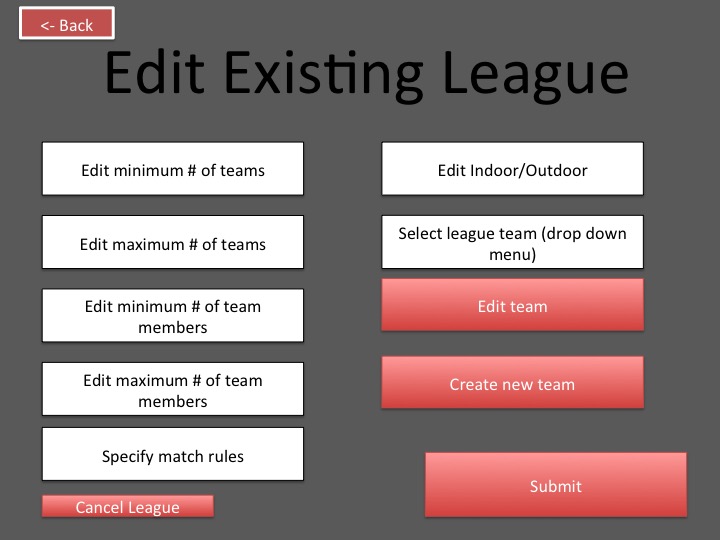 <- Back
Edit Existing League
Edit minimum # of teams
Edit maximum # of teams
Edit minimum # of team
members
Edit maximum # of team
members
Specify match rules
Cancel League
Edit Indoor/Outdoor
Select league team (drop down
menu)
Edit team
Create new team
Submit